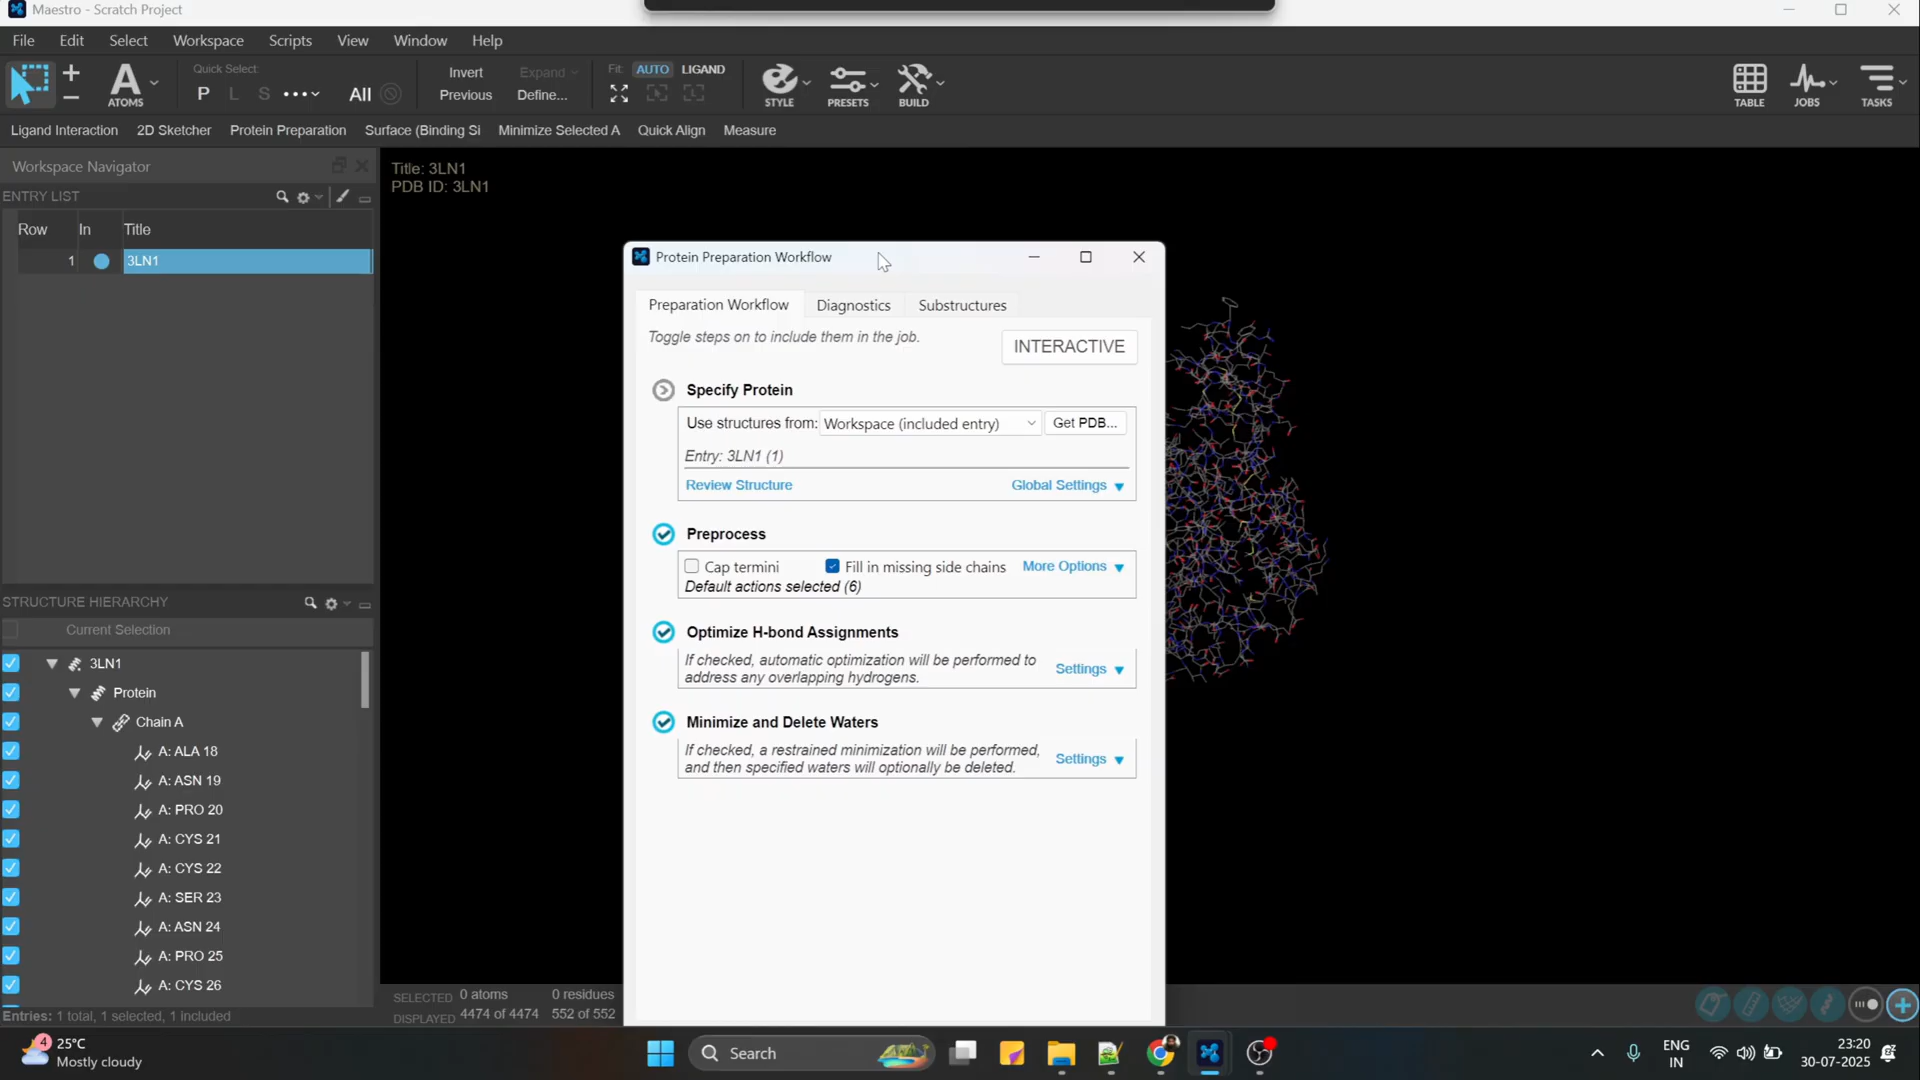 Maestro - Scratch Project
File Edit Select Workspace Scripts View Window Help
ATOMS
Quick Select:
P L S
All
Invert
Previous
Expand
Define...
Fit: AUTO LIGAND
STYLE
PRESETS
BUILD
TABLE
JOBS
TASKS
Ligand Interaction 2D Sketcher Protein Preparation Surface (Binding Si Minimize Selected A Quick Align Measure
Workspace Navigator
ENTRY LIST
Row In Title
1 3LN1
STRUCTURE HIERARCHY
Current Selection
3LN1
Protein
Chain A
A: ALA 18
A: ASN 19
A: PRO 20
A: CYS 21
A: CYS 22
A: SER 23
A: ASN 24
A: PRO 25
A: CYS 26
Entries: 1 total, 1 selected, 1 included
Title: 3LN1
PDB ID: 3LN1
Protein Preparation Workflow
Preparation Workflow Diagnostics Substructures
Toggle steps on to include them in the job.
INTERACTIVE
Specify Protein
Use structures from: Workspace (included entry) Get PDB...
Entry: 3LN1 (1)
Review Structure Global Settings
Preprocess
Cap termini Fill in missing side chains More Options
Default actions selected (6)
Optimize H-bond Assignments
If checked, automatic optimization will be performed to
address any overlapping hydrogens.
Settings
Minimize and Delete Waters
If checked, a restrained minimization will be performed,
and then specified waters will optionally be deleted.
Settings
SELECTED 0 atoms 0 residues
DISPLAYED 4474 of 4474 552 of 552
4
25°C
Mostly cloudy
Search
ENG
IN
23:20
30-07-2025